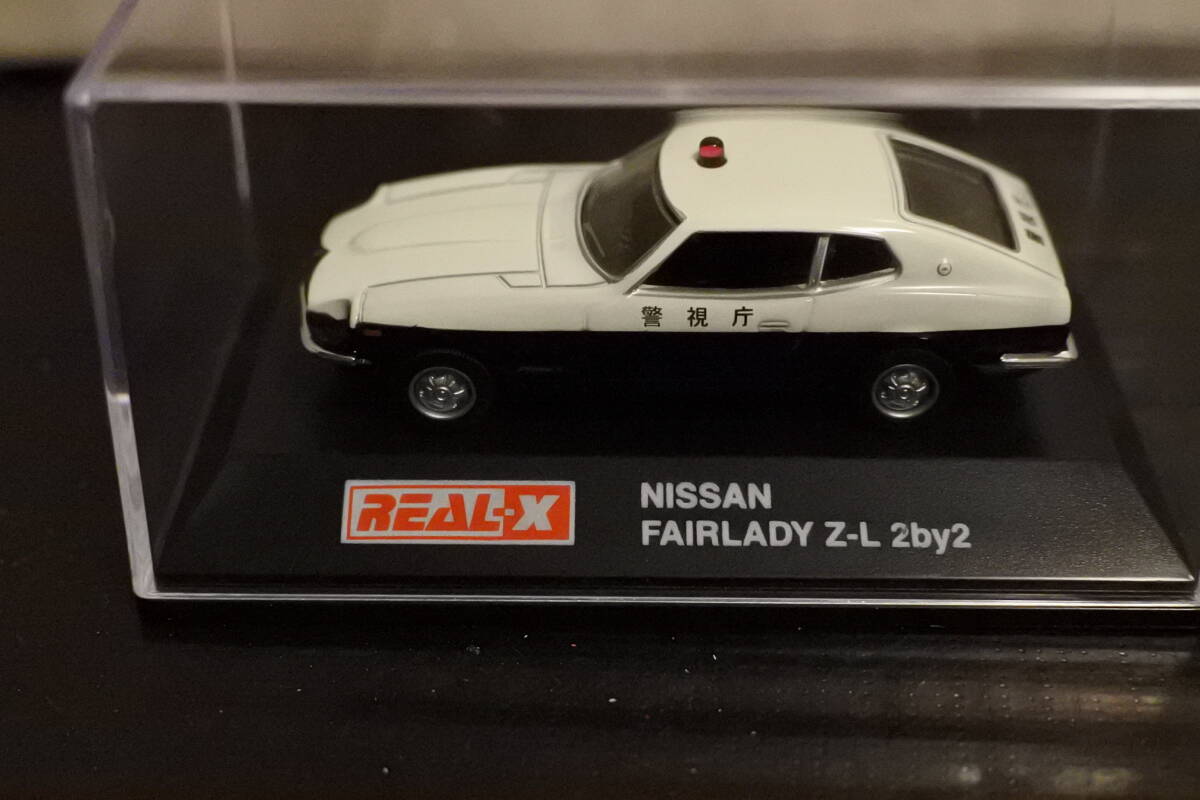 警視庁
REAL-X
NISSAN
FAIRLADY Z-L 2by2